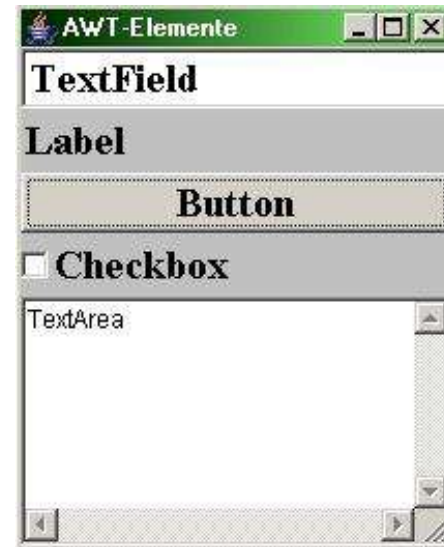 AWT-Elemente
TextField
Label
Button
Checkbox
TextArea